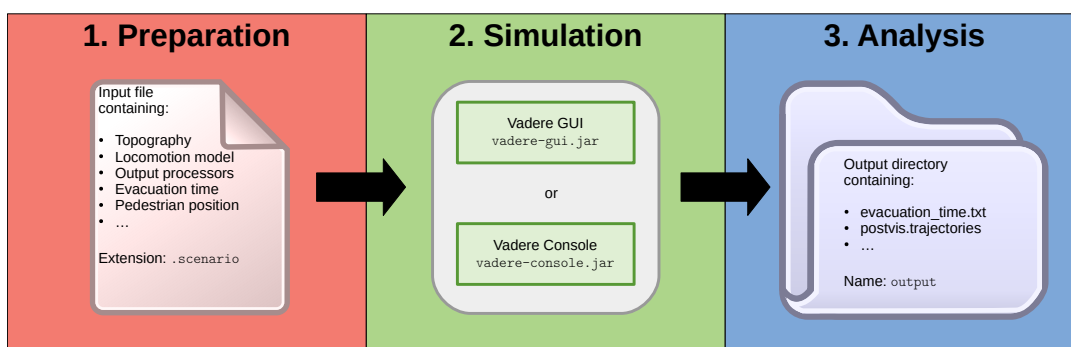 1. Preparation
Input file
containing:
• Topography
• Locomotion model
• Output processors
• Evacuation time
• Pedestrian position
• …
Extension: .scenario
2. Simulation
Vadere GUI
vadere-gui.jar
or
Vadere Console
vadere-console.jar
3. Analysis
Output directory
containing:
• evacuation_time.txt
• postvis.trajectories
• …
Name: output